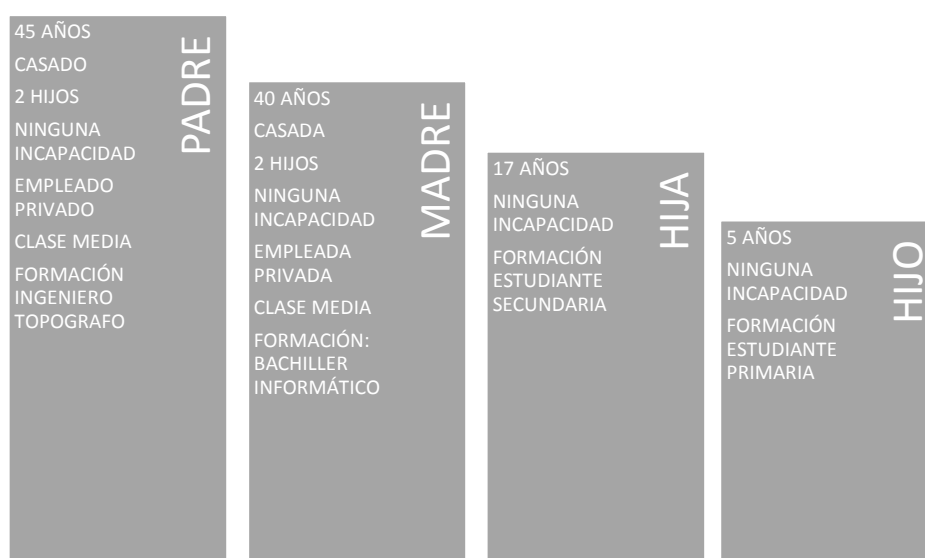 45 AÑOS
CASADO
2 HIJOS
NINGUNA
INCAPACIDAD
EMPLEADO
PRIVADO
CLASE MEDIA
FORMACIÓN
INGENIERO
TOPOGRAFO
PADRE
40 AÑOS
CASADA
2 HIJOS
NINGUNA
INCAPACIDAD
EMPLEADA
PRIVADA
CLASE MEDIA
FORMACIÓN:
BACHILLER
INFORMÁTICO
MADRE
17 AÑOS
NINGUNA
INCAPACIDAD
FORMACIÓN
ESTUDIANTE
SECUNDARIA
HIJA
5 AÑOS
NINGUNA
INCAPACIDAD
FORMACIÓN
ESTUDIANTE
PRIMARIA
HIJO